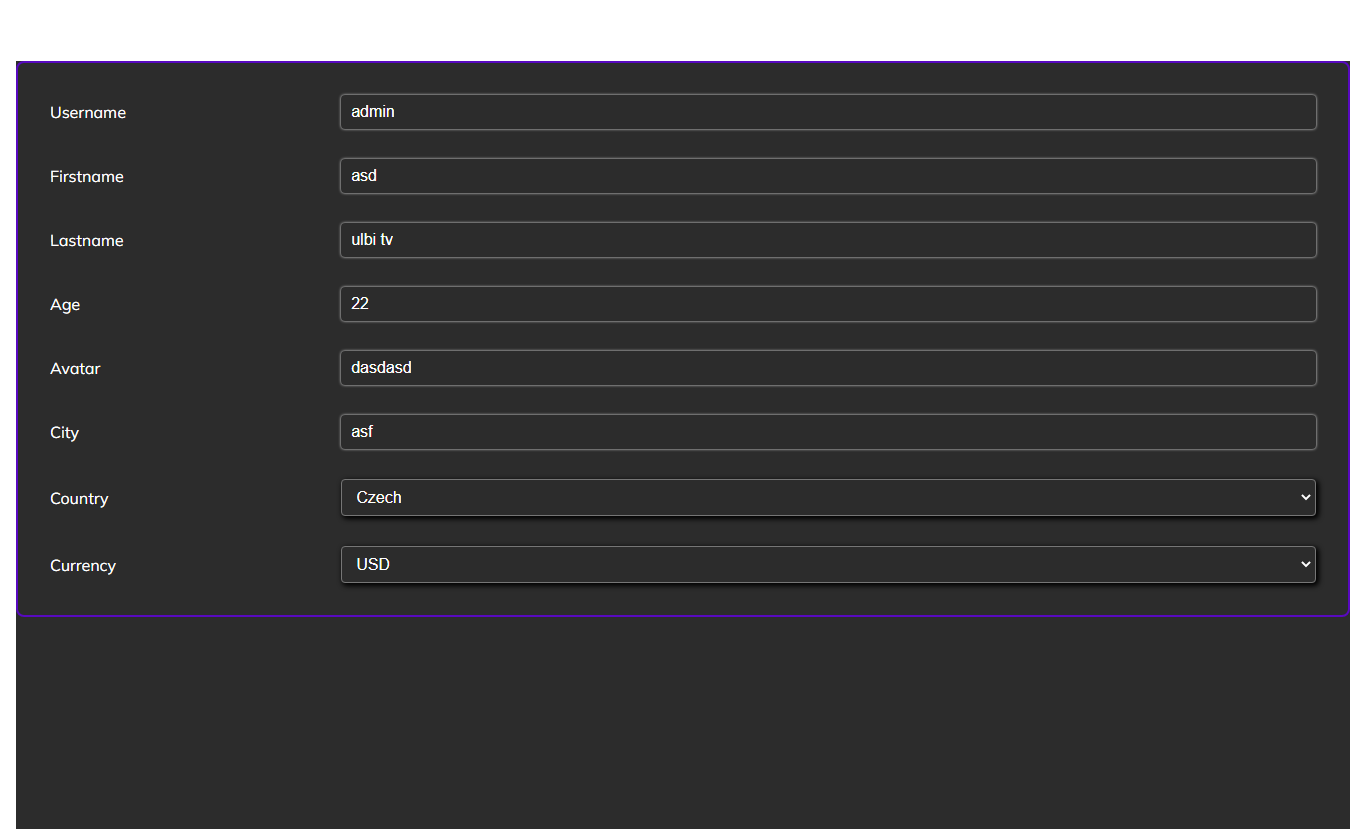 Username admin
Firstname asd
Lastname ulbi tv
Age 22
Avatar dasdasd
City asf
Country Czech
Currency USD